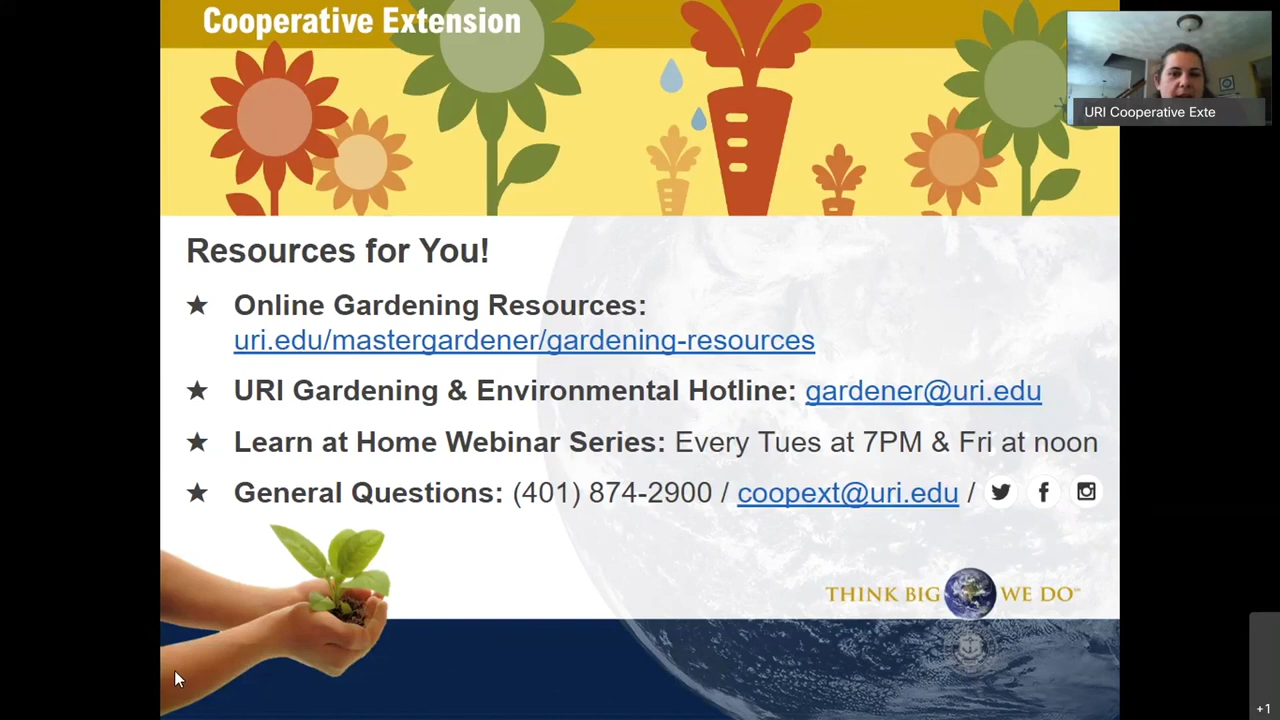 Cooperative Extension
URI Cooperative Exte
Resources for You!
★ Online Gardening Resources:
uri.edu/mastergardener/gardening-resources
★ URI Gardening & Environmental Hotline: gardener@uri.edu
★ Learn at Home Webinar Series: Every Tues at 7PM & Fri at noon
★ General Questions: (401) 874-2900 / coopext@uri.edu /
THINK BIG WE DO℠
+1